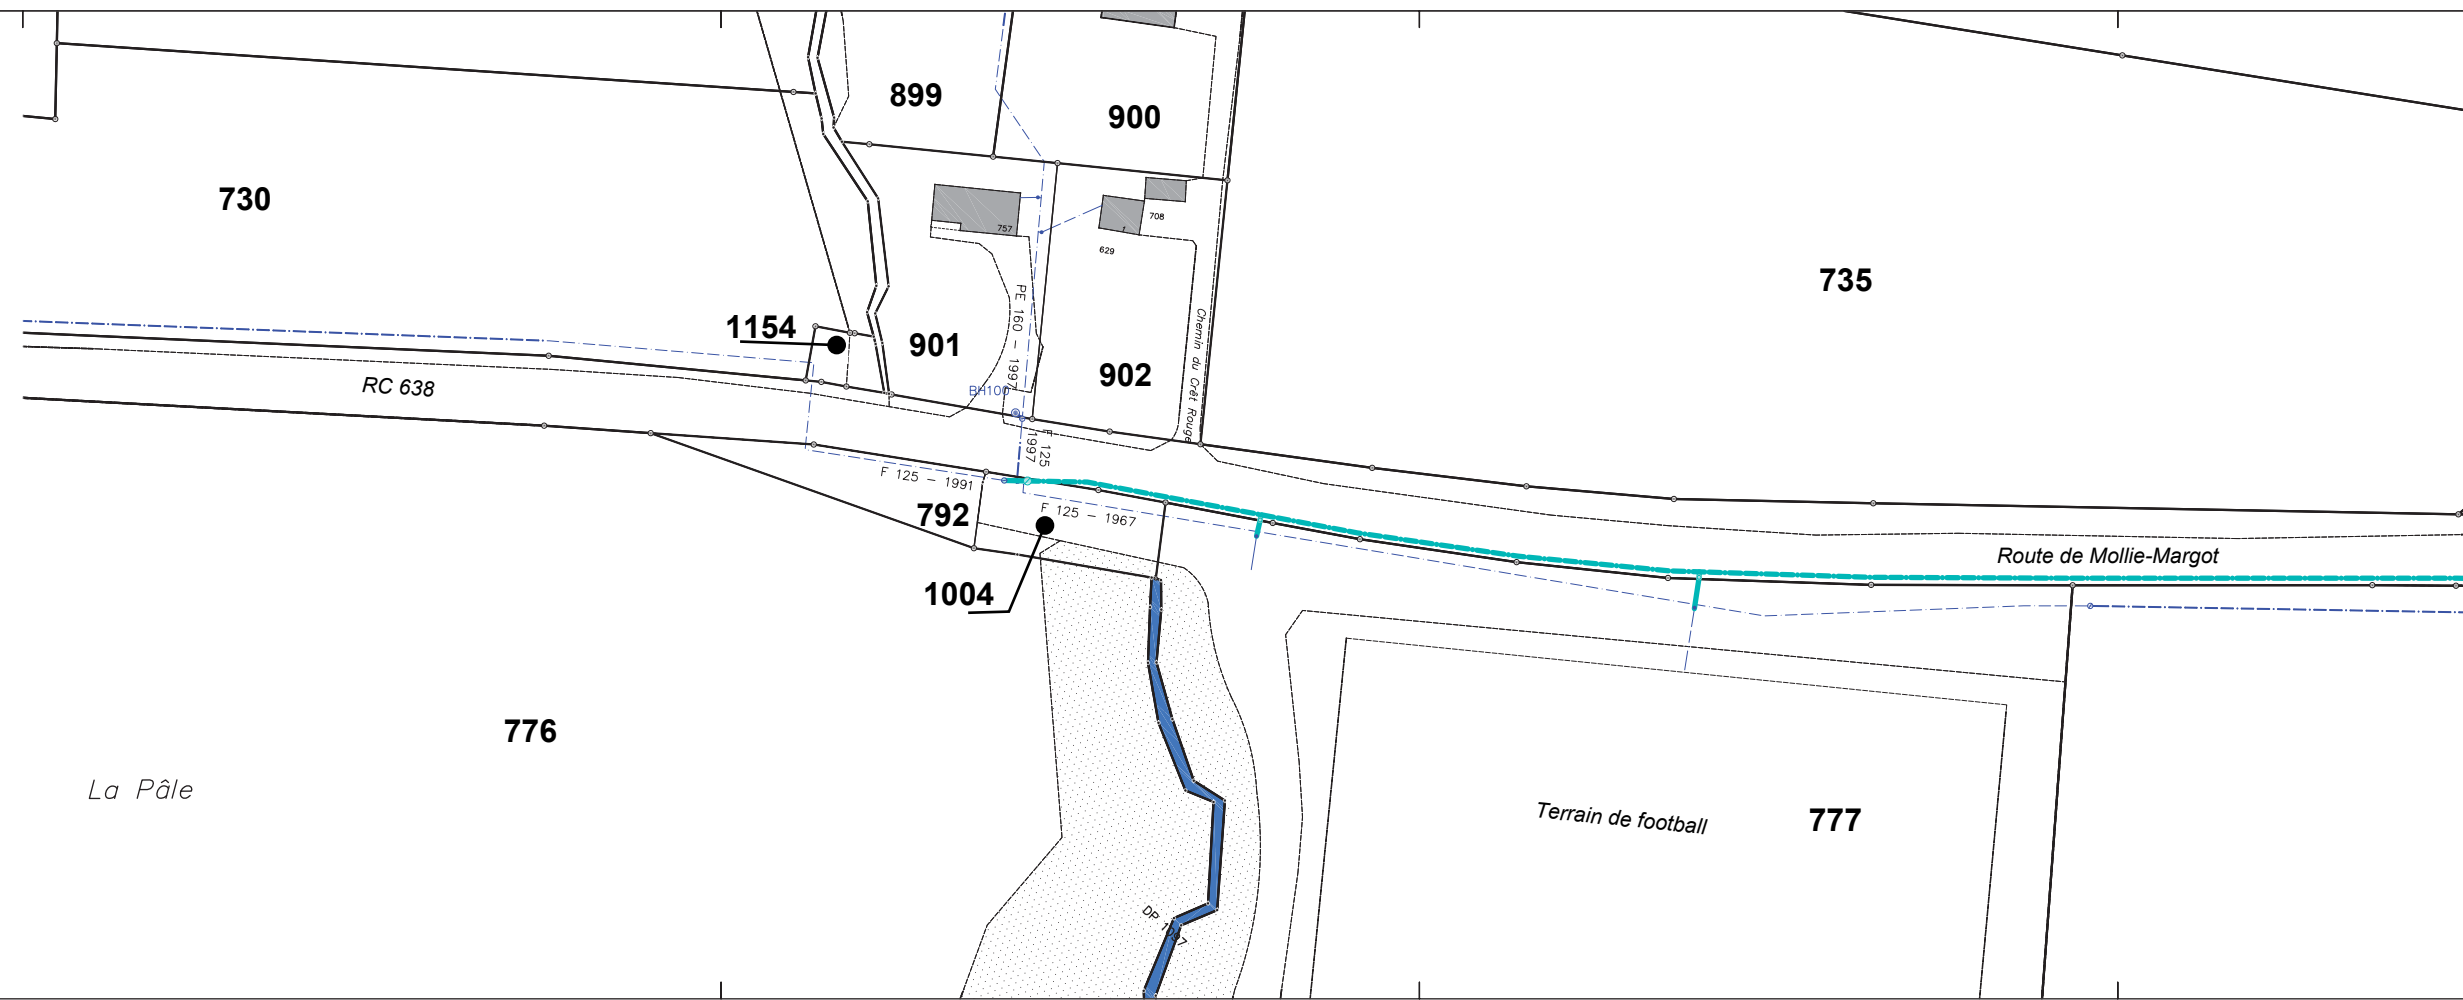 899
900
730
757
708
1
629
735
PE 160 - 1997
Chemin du Crêt Rouge
1154
901
902
RC 638
BH100
F 125
1997
F 125 - 1991
792
F 125 - 1967
Route de Mollie-Margot
1004
776
La Pâle
Terrain de football
777
DP